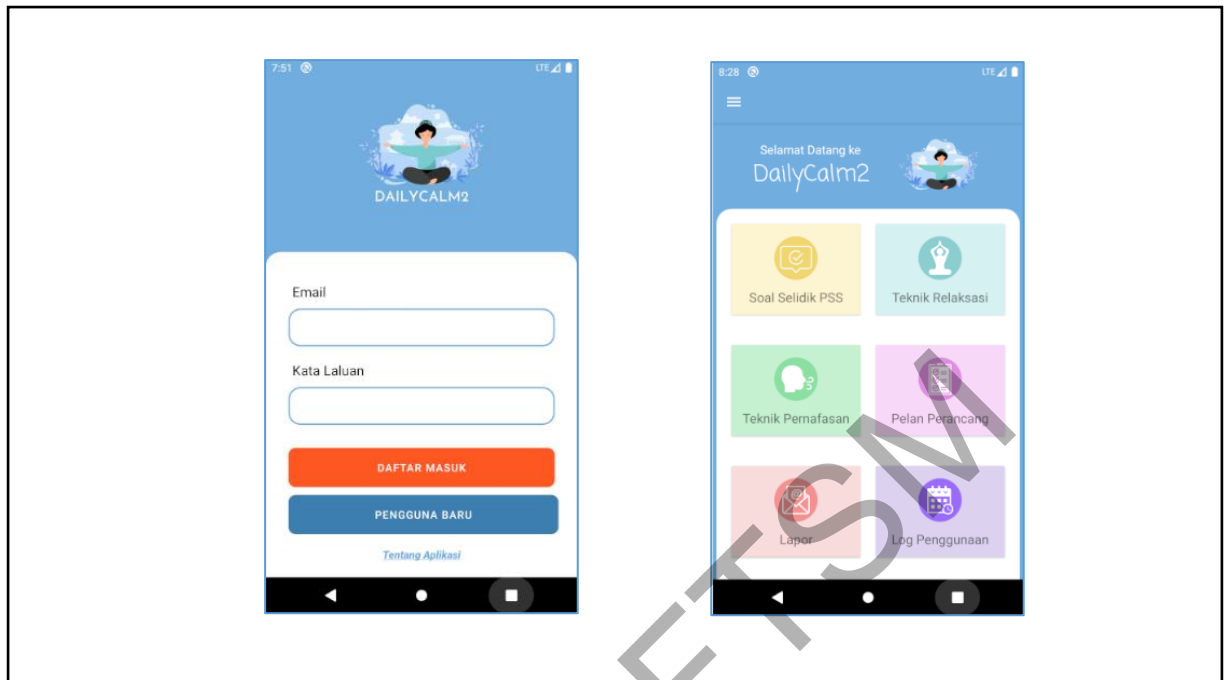 7:51
LTE
DAILYCALM2
Email
Kata Laluan
DAFTAR MASUK
PENGGUNA BARU
Tentang Aplikasi
8:28
LTE
Selamat Datang ke
DailyCalm2
Soal Selidik PSS
Teknik Relaksasi
Teknik Pernafasan
Pelan Perancang
Lapor
Log Penggunaan
FTSM